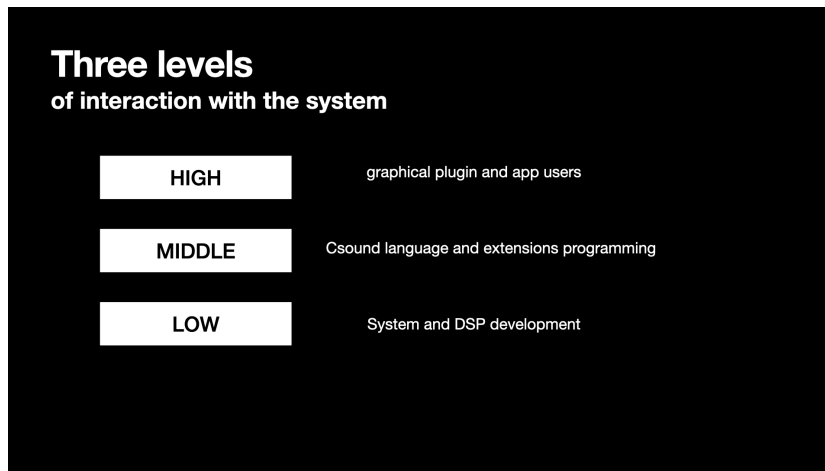 Three levels
of interaction with the system
HIGH
graphical plugin and app users
MIDDLE
Csound language and extensions programming
LOW
System and DSP development